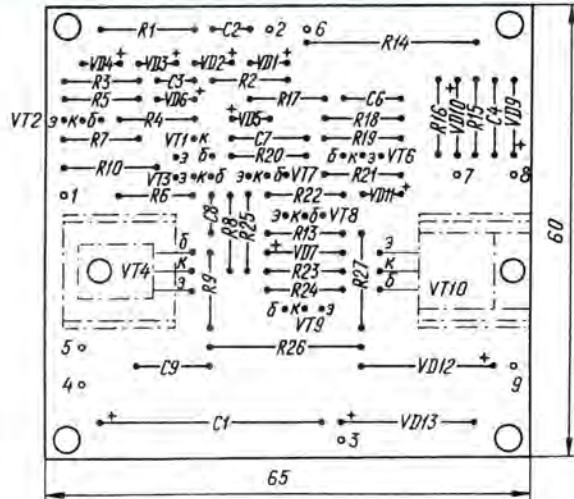 R1 C2 2 6
R14
VD4 + VD3 + VD2 + VD1 +
R3 C3 R2
R5 VD6 + R17 C6
VT2 э к б R4 + VD5 R18
R7 VT1 к C7 R19
б R20 б к э VT6
R10 VT3 э к б э к б VT7 R21
R16 + VD10 R15 C4 VD9 +
1 R6 C8 R8 R25 R22 VD11 + 7 8
э к б VT8
R13
б + VD7 R27 э
VT4 к R9 R23 к VT10
э R24 б
б к э
VT9
5 R26
4 C9 VD12 + 9
+ C1 + VD13
3
60
65